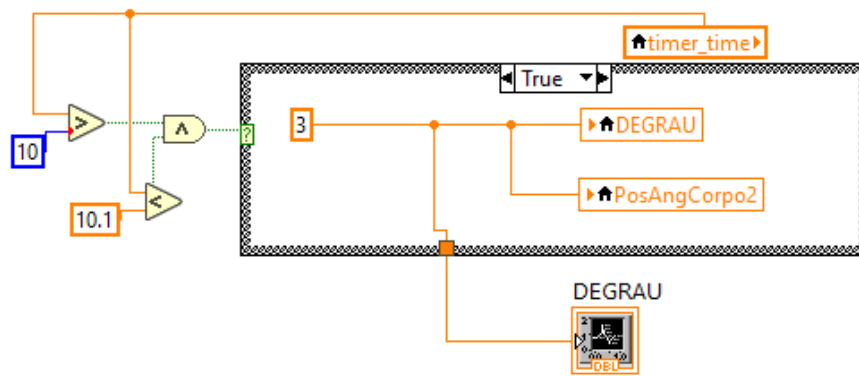 timer_time
True
>
∧
?
3
DEGRAU
10
<
PosAngCorpo2
10.1
DEGRAU
DBL